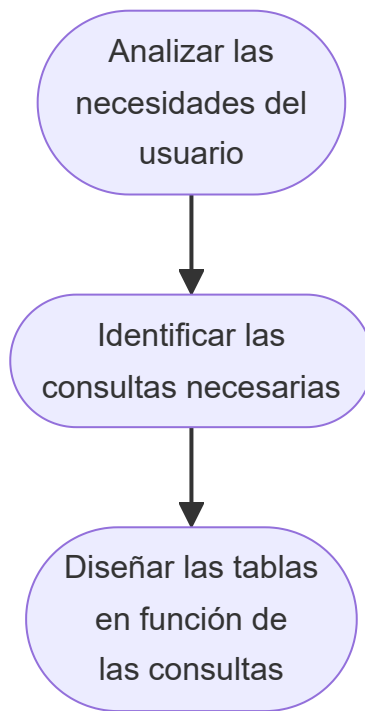 Analizar las
necesidades del
usuario
Identificar las
consultas necesarias
Diseñar las tablas
en función de
las consultas